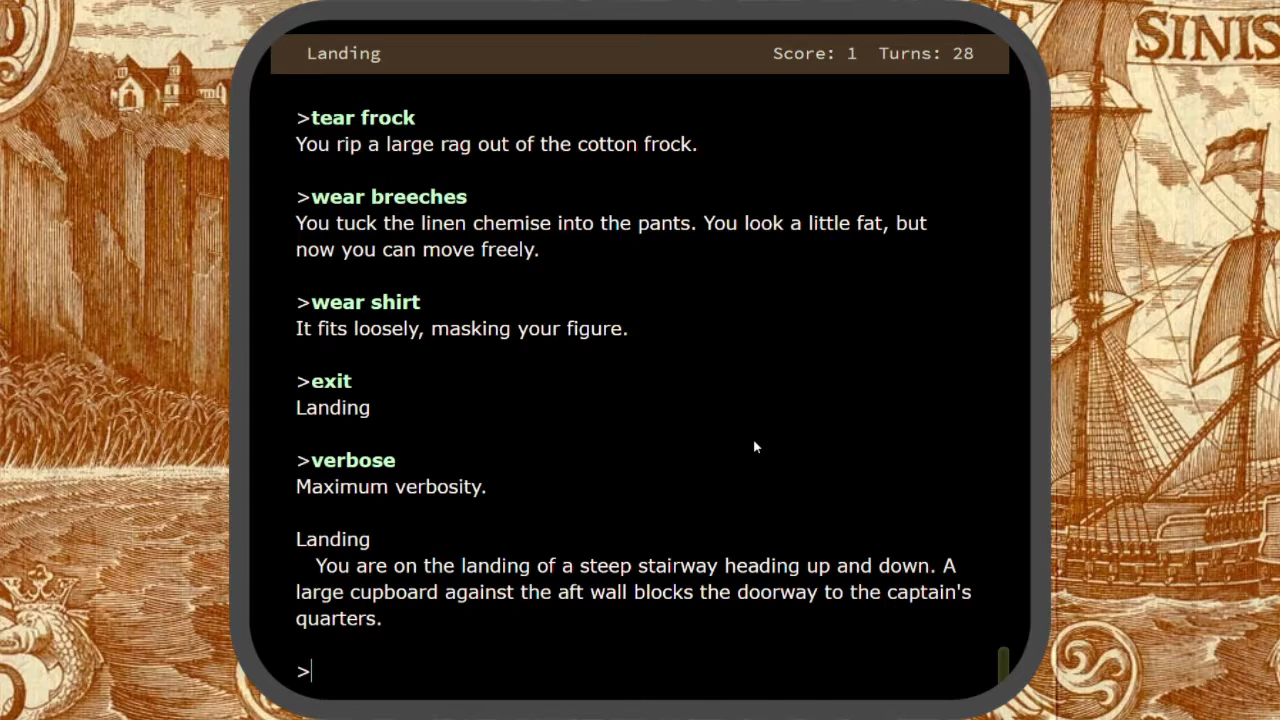 SINIS
Landing Score: 1 Turns: 28
>tear frock
You rip a large rag out of the cotton frock.
>wear breeches
You tuck the linen chemise into the pants. You look a little fat, but
now you can move freely.
>wear shirt
It fits loosely, masking your figure.
>exit
Landing
>verbose
Maximum verbosity.
Landing
You are on the landing of a steep stairway heading up and down. A
large cupboard against the aft wall blocks the doorway to the captain's
quarters.
>